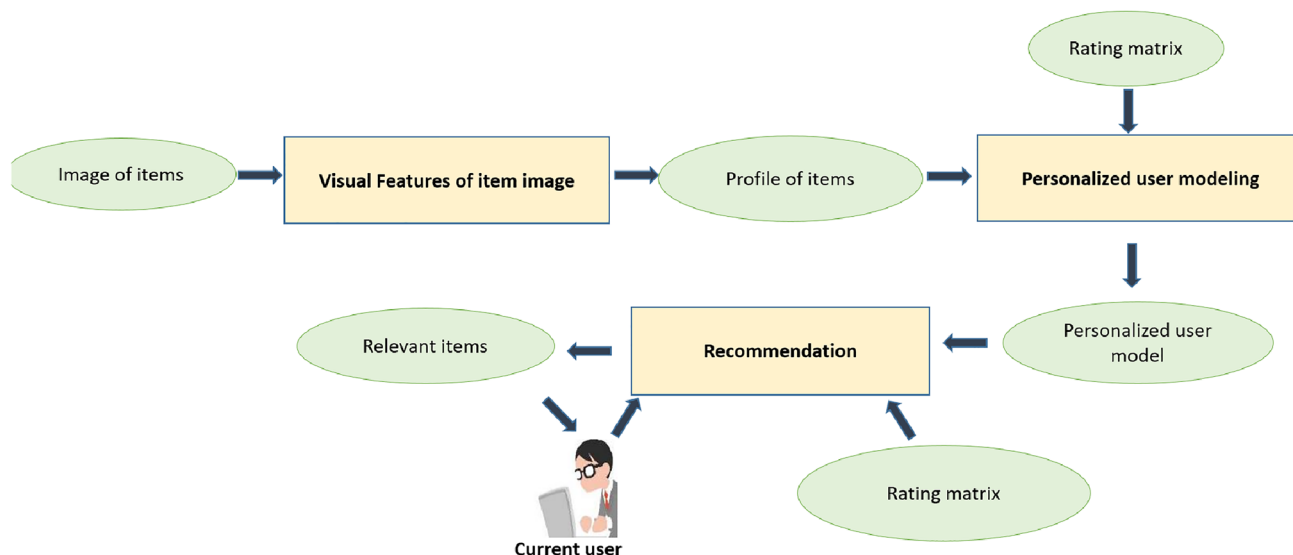 Rating matrix
Image of items
Visual Features of item image
Profile of items
Personalized user modeling
Relevant items
Recommendation
Personalized user
model
Rating matrix
Current user